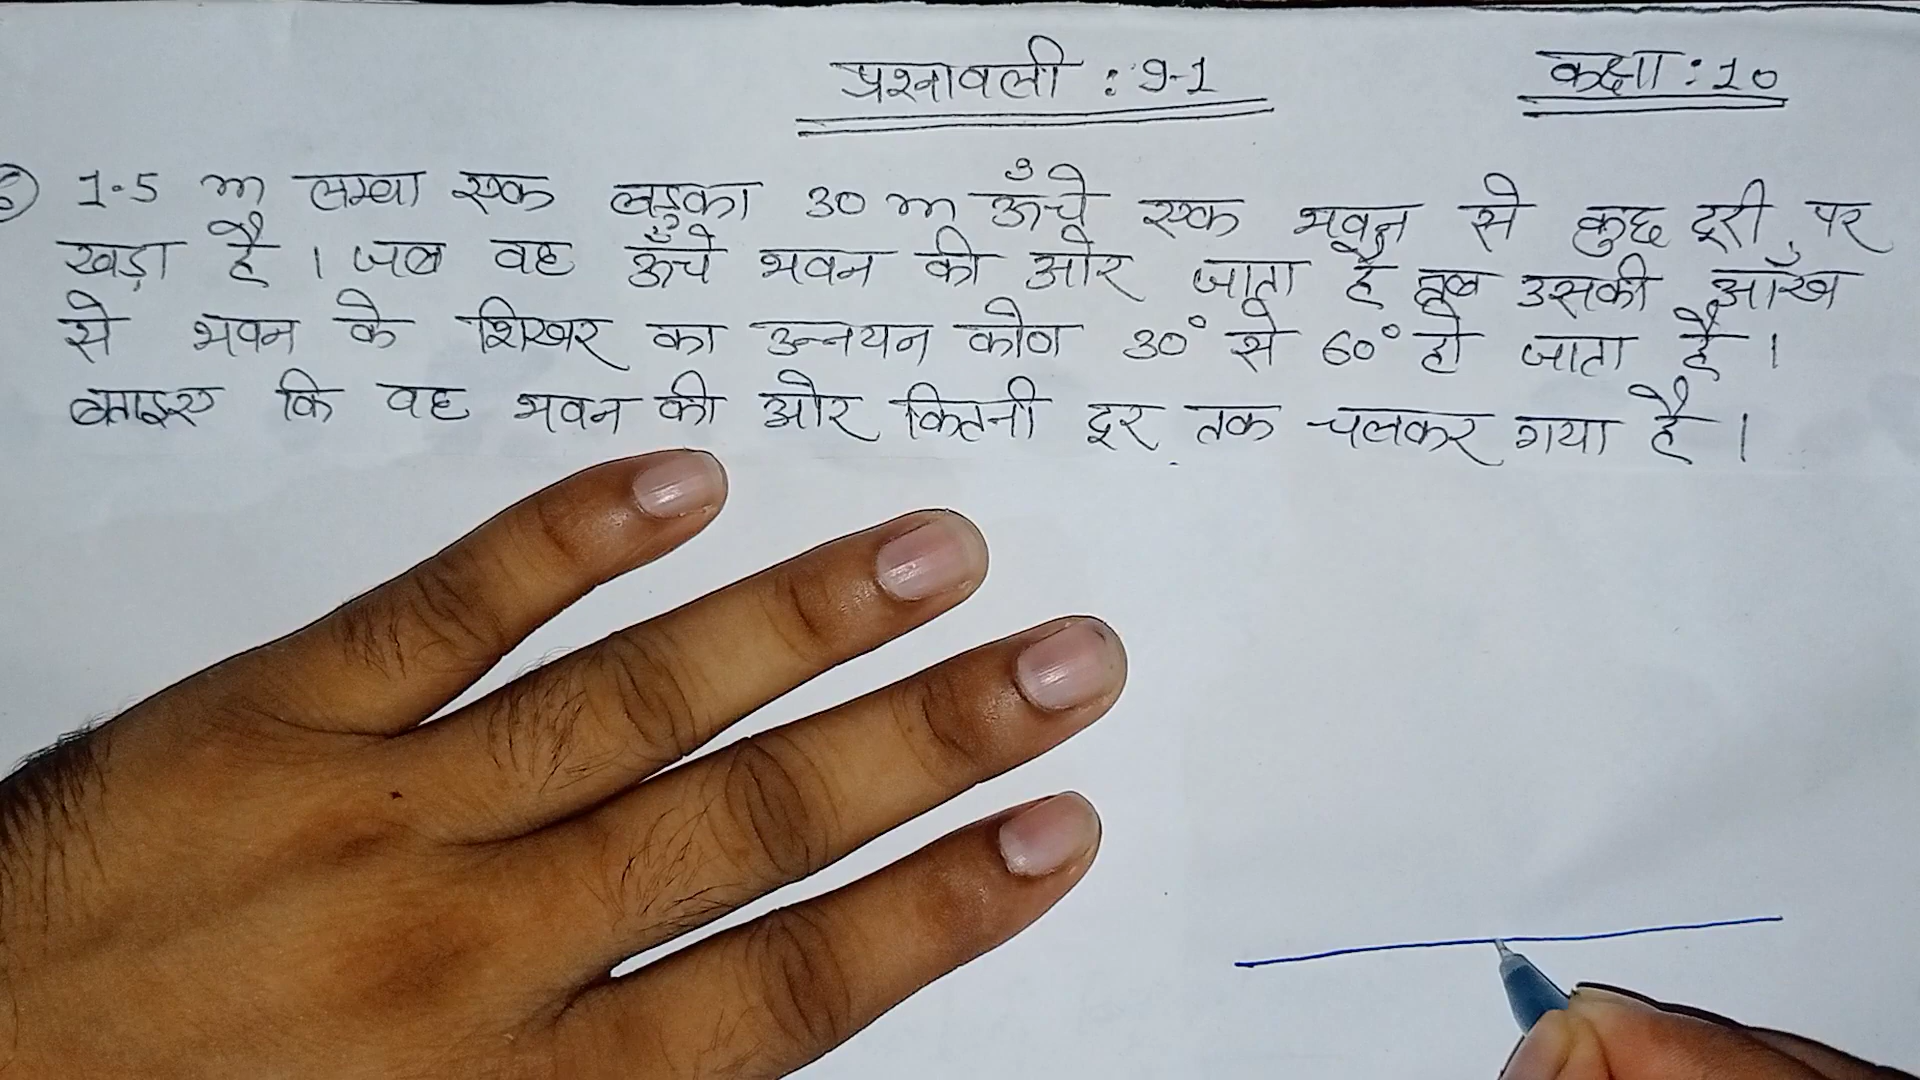 प्रश्नावली : 9.1
कक्षा : 10
6 1.5 m लम्बा एक लड़का 30 m ऊँचे एक भवन से कुछ दूरी पर
खड़ा है । जब वह ऊँचे भवन की ओर जाता है तब उसकी आँख
से भवन के शिखर का उन्नयन कोण 30° से 60° हो जाता है ।
बताइए कि वह भवन की ओर कितनी दूर तक चलकर गया है ।